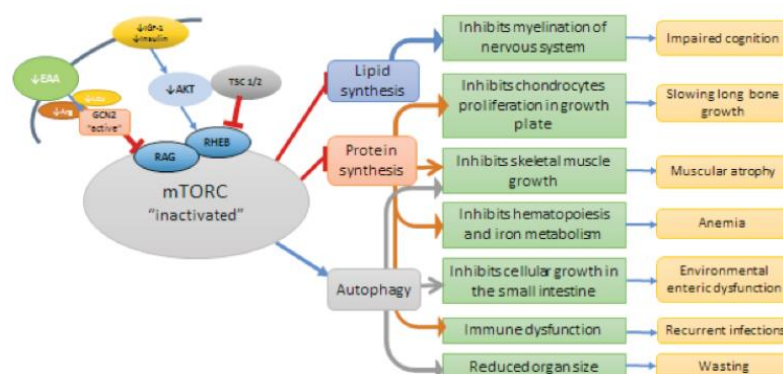 ↓IGF-1
↓Insulin
↓EAA
↓Leu
↓Arg
GCN2
"active"
↓AKT
TSC 1/2
RAG
RHEB
mTORC
"inactivated"
Lipid
synthesis
Protein
synthesis
Autophagy
Inhibits myelination of
nervous system
Impaired cognition
Inhibits chondrocytes
proliferation in growth
plate
Slowing long bone
growth
Inhibits skeletal muscle
growth
Muscular atrophy
Inhibits hematopoiesis
and iron metabolism
Anemia
Inhibits cellular growth in
the small intestine
Environmental
enteric dysfunction
Immune dysfunction
Recurrent infections
Reduced organ size
Wasting